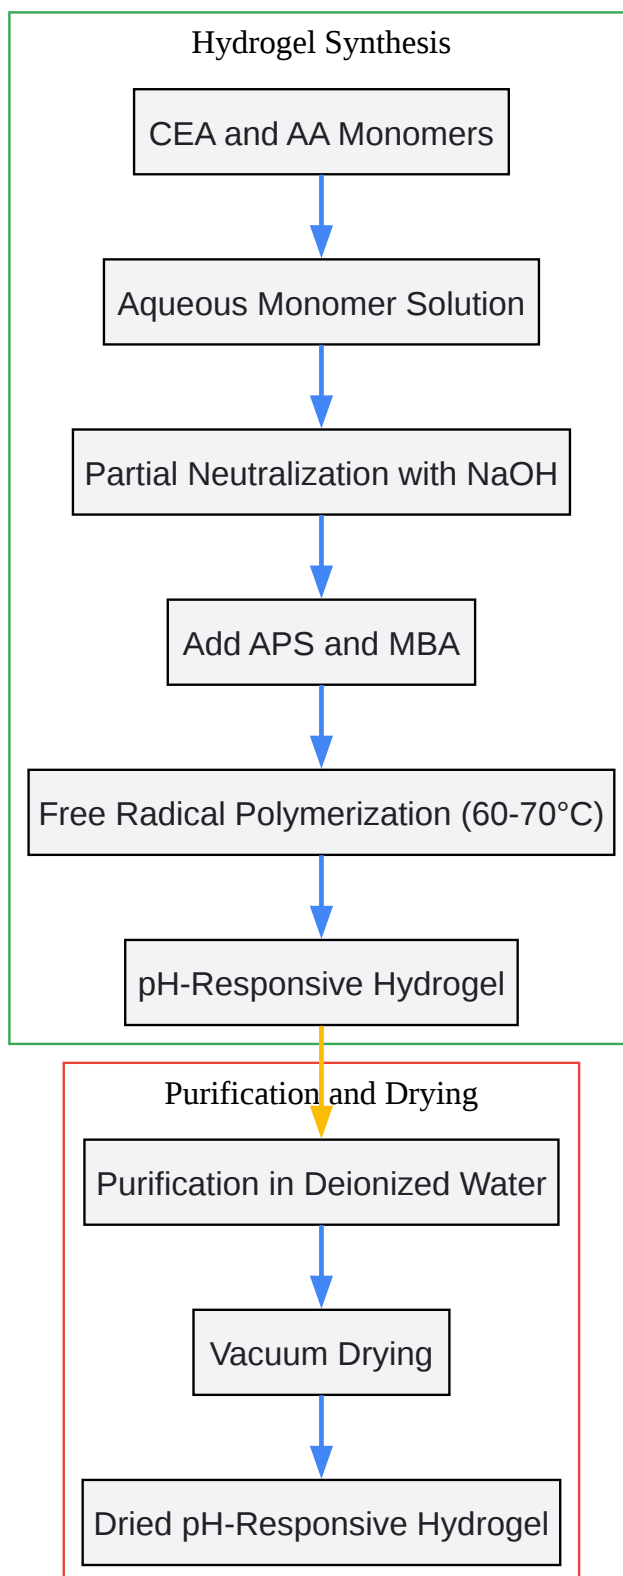 Hydrogel Synthesis
CEA and AA Monomers
Aqueous Monomer Solution
Partial Neutralization with NaOH
Add APS and MBA
Free Radical Polymerization (60-70°C)
pH-Responsive Hydrogel
Purification and Drying
Purification in Deionized Water
Vacuum Drying
Dried pH-Responsive Hydrogel